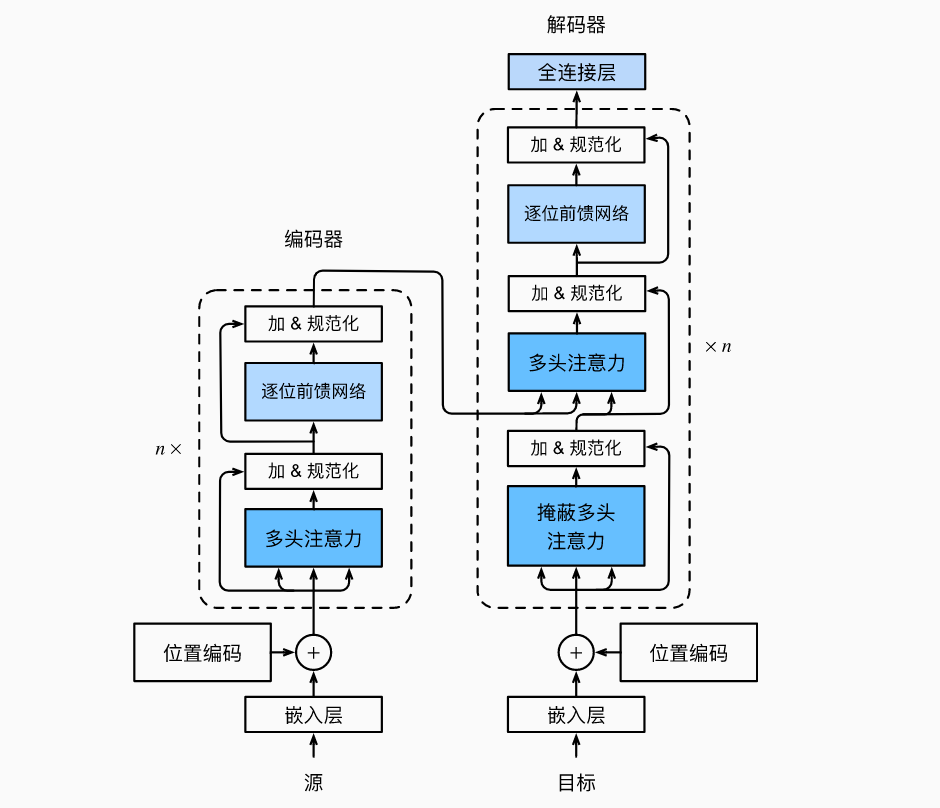 解码器
全连接层
加 & 规范化
逐位前馈网络
加 & 规范化
多头注意力
加 & 规范化
掩蔽多头
注意力
× n
编码器
加 & 规范化
逐位前馈网络
加 & 规范化
多头注意力
n ×
位置编码
+
嵌入层
源
+
位置编码
嵌入层
目标